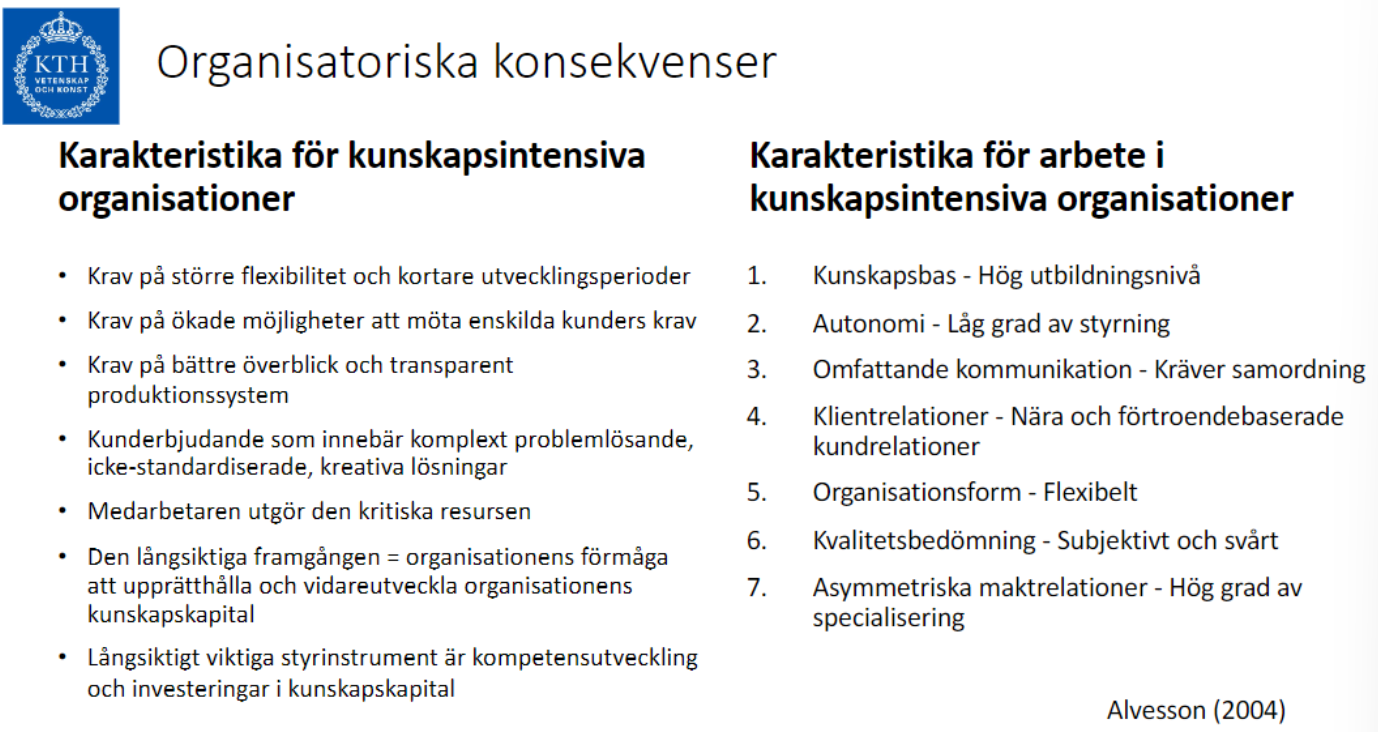 KTH
VETENSKAP
OCH KONST
Organisatoriska konsekvenser
Karakteristika för kunskapsintensiva
organisationer
• Krav på större flexibilitet och kortare utvecklingsperioder
• Krav på ökade möjligheter att möta enskilda kunders krav
• Krav på bättre överblick och transparent
produktionssystem
• Kunderbjudande som innebär komplext problemlösande,
icke-standardiserade, kreativa lösningar
• Medarbetaren utgör den kritiska resursen
• Den långsiktiga framgången = organisationens förmåga
att upprätthålla och vidareutveckla organisationens
kunskapskapital
• Långsiktigt viktiga styrinstrument är kompetensutveckling
och investeringar i kunskapskapital
Karakteristika för arbete i
kunskapsintensiva organisationer
1. Kunskapsbas - Hög utbildningsnivå
2. Autonomi - Låg grad av styrning
3. Omfattande kommunikation - Kräver samordning
4. Klientrelationer - Nära och förtroendebaserade
kundrelationer
5. Organisationsform - Flexibelt
6. Kvalitetsbedömning - Subjektivt och svårt
7. Asymmetriska maktrelationer - Hög grad av
specialisering
Alvesson (2004)